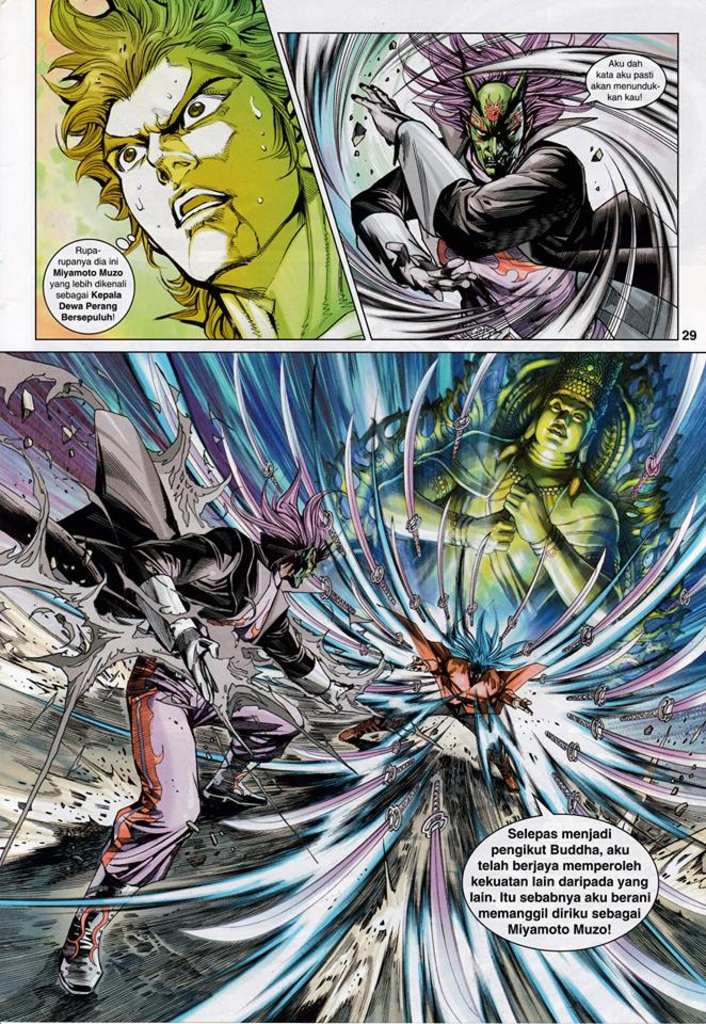 Rupa-
rupanya dia ini
Miyamoto Muzo
yang lebih dikenali
sebagai Kepala
Dewa Perang
Bersepuluh!
Aku dah
kata aku pasti
akan menunduk-
kan kau!
29
Selepas menjadi
pengikut Buddha, aku
telah berjaya memperoleh
kekuatan lain daripada yang
lain. Itu sebabnya aku berani
memanggil diriku sebagai
Miyamoto Muzo!